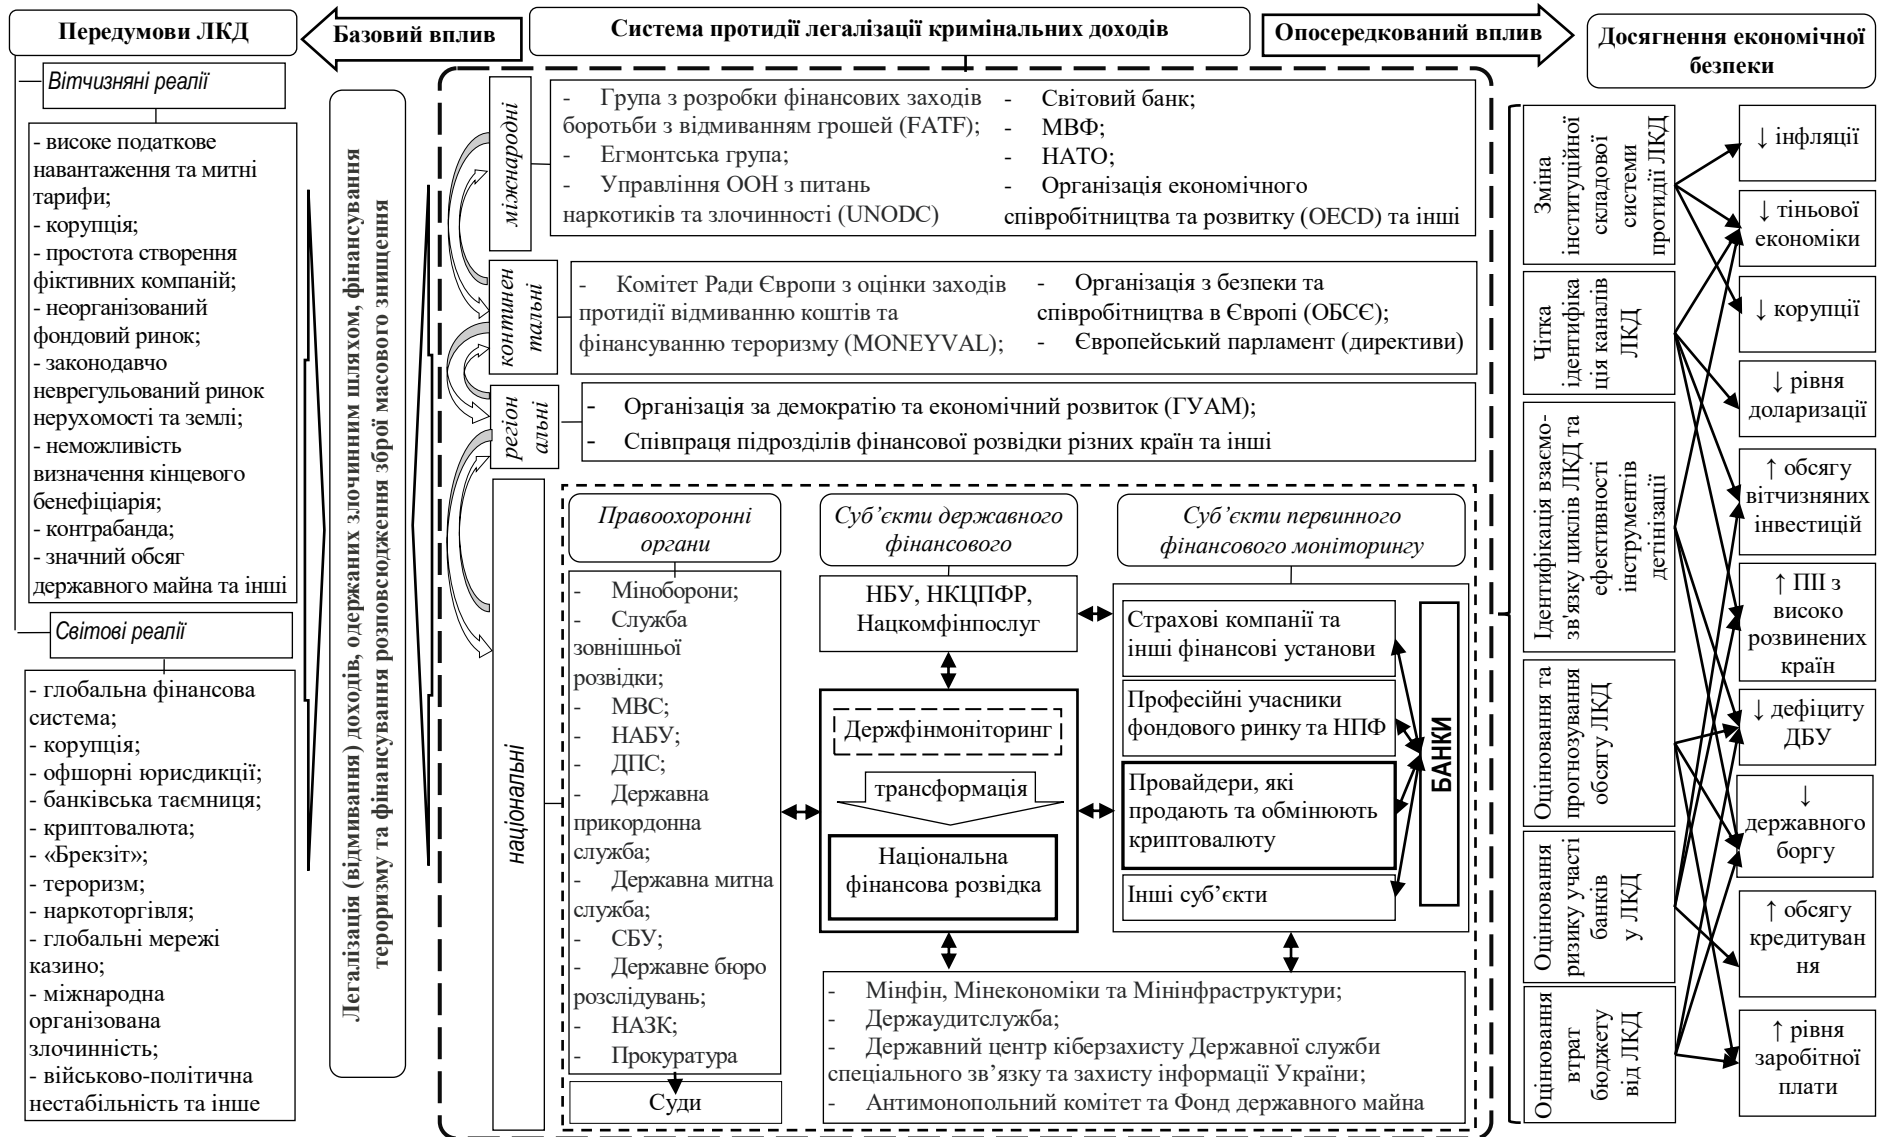 Передумови ЛКД
Базовий вплив
Система протидії легалізації кримінальних доходів
Опосередкований вплив
Досягнення економічної
безпеки
Вітчизняні реалії
- високе податкове
навантаження та митні
тарифи;
- корупція;
- простота створення
фіктивних компаній;
- неорганізований
фондовий ринок;
- законодавчо
неврегульований ринок
нерухомості та землі;
- неможливість
визначення кінцевого
бенефіціарія;
- контрабанда;
- значний обсяг
державного майна та інші
Світові реалії
- глобальна фінансова
система;
- корупція;
- офшорні юрисдикції;
- банківська таємниця;
- криптовалюта;
- «Брекзіт»;
- тероризм;
- наркоторгівля;
- глобальні мережі
казино;
- міжнародна
організована
злочинність;
- військово-політична
нестабільність та інше
Легалізація (відмивання) доходів, одержаних злочинним шляхом, фінансування
тероризму та фінансування розповсюдження зброї масового знищення
міжнародні
- Група з розробки фінансових заходів
боротьби з відмиванням грошей (FATF);
- Егмонтська група;
- Управління ООН з питань
наркотиків та злочинності (UNODC)
- Світовий банк;
- МВФ;
- НАТО;
- Організація економічного
співробітництва та розвитку (OECD) та інші
континен
тальні
- Комітет Ради Європи з оцінки заходів
протидії відмиванню коштів та
фінансуванню тероризму (MONEYVAL);
- Організація з безпеки та
співробітництва в Європі (ОБСЄ);
- Європейський парламент (директиви)
регіон
альні
- Організація за демократію та економічний розвиток (ГУАМ);
- Співпраця підрозділів фінансової розвідки різних країн та інші
національні
Правоохоронні
органи
- Міноборони;
- Служба
зовнішньої
розвідки;
- МВС;
- НАБУ;
- ДПС;
- Державна
прикордонна
служба;
- Державна митна
служба;
- СБУ;
- Державне бюро
розслідувань;
- НАЗК;
- Прокуратура
Суди
Суб’єкти державного
фінансового
НБУ, НКЦПФР,
Нацкомфінпослуг
Держфінмоніторинг
трансформація
Національна
фінансова розвідка
Суб’єкти первинного
фінансового моніторингу
Страхові компанії та
інші фінансові установи
Професійні учасники
фондового ринку та НПФ
Провайдери, які
продають та обмінюють
криптовалюту
Інші суб’єкти
БАНКИ
- Мінфін, Мінекономіки та Мінінфраструктури;
- Держаудитслужба;
- Державний центр кіберзахисту Державної служби
спеціального зв’язку та захисту інформації України;
- Антимонопольний комітет та Фонд державного майна
Зміна
інституційної
складової
системи
протидії ЛКД
Чітка
ідентифіка
ція каналів
ЛКД
Ідентифікація взаємо-
зв'язку циклів ЛКД та
ефективності
інструментів
детінізації
Оцінювання та
прогнозування
обсягу ЛКД
Оцінювання
ризику участі
банків
у ЛКД
Оцінювання
втрат
бюджету
від ЛКД
↓ інфляції
↓ тіньової
економіки
↓ корупції
↓ рівня
доларизації
↑ обсягу
вітчизняних
інвестицій
↑ ПІІ з
високо
розвинених
країн
↓ дефіциту
ДБУ
↓
державного
боргу
↑ обсягу
кредитуван
ня
↑ рівня
заробітної
плати